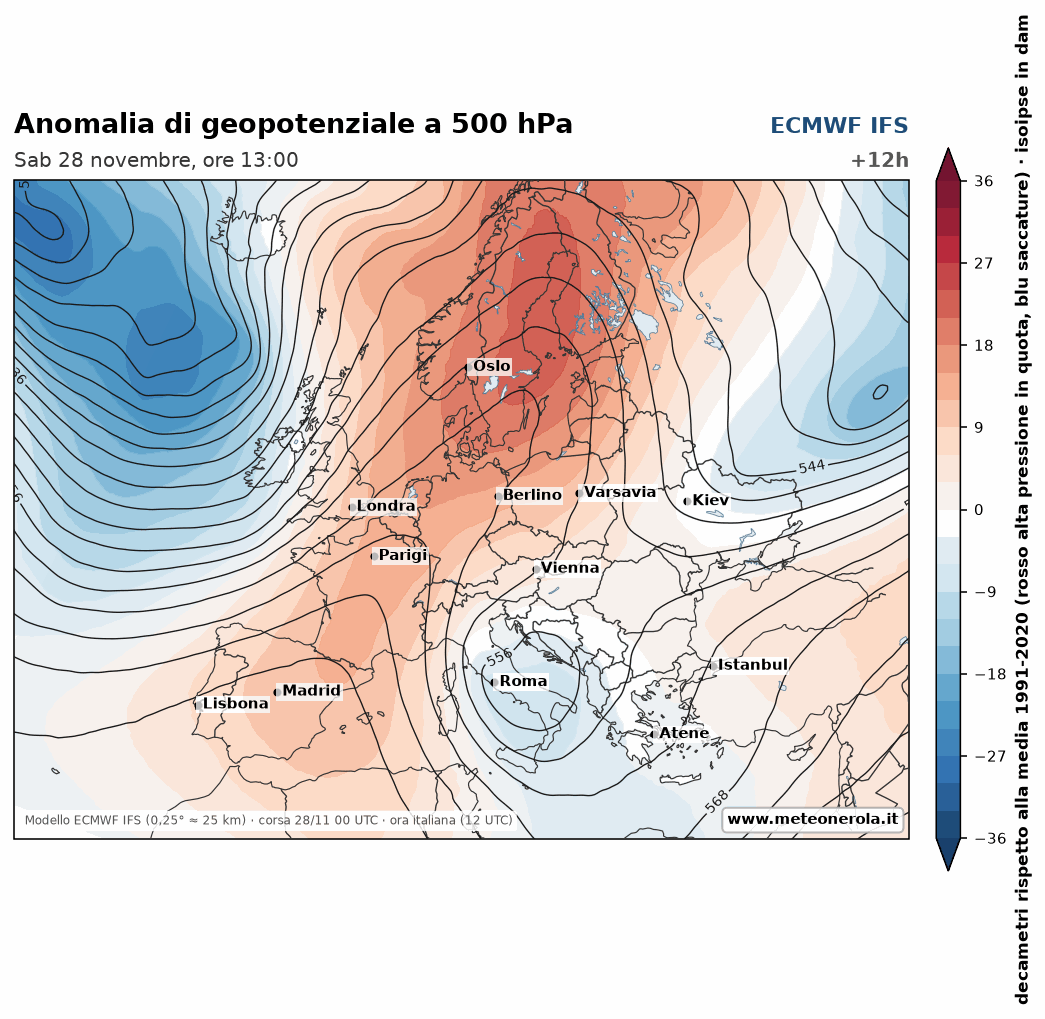 Anomalia di geopotenziale a 500 hPa
ECMWF IFS
Sab 28 novembre, ore 13:00
+12h
Oslo
Londra
Berlino
Varsavia
Kiev
Parigi
Vienna
Roma
Istanbul
Madrid
Lisbona
Atene
544
556
568
Modello ECMWF IFS (0,25° ≈ 25 km) · corsa 28/11 00 UTC · ora italiana (12 UTC)
www.meteonerola.it
36
27
18
9
0
−9
−18
−27
−36
decametri rispetto alla media 1991-2020 (rosso alta pressione in quota, blu saccature) · isoipse in dam